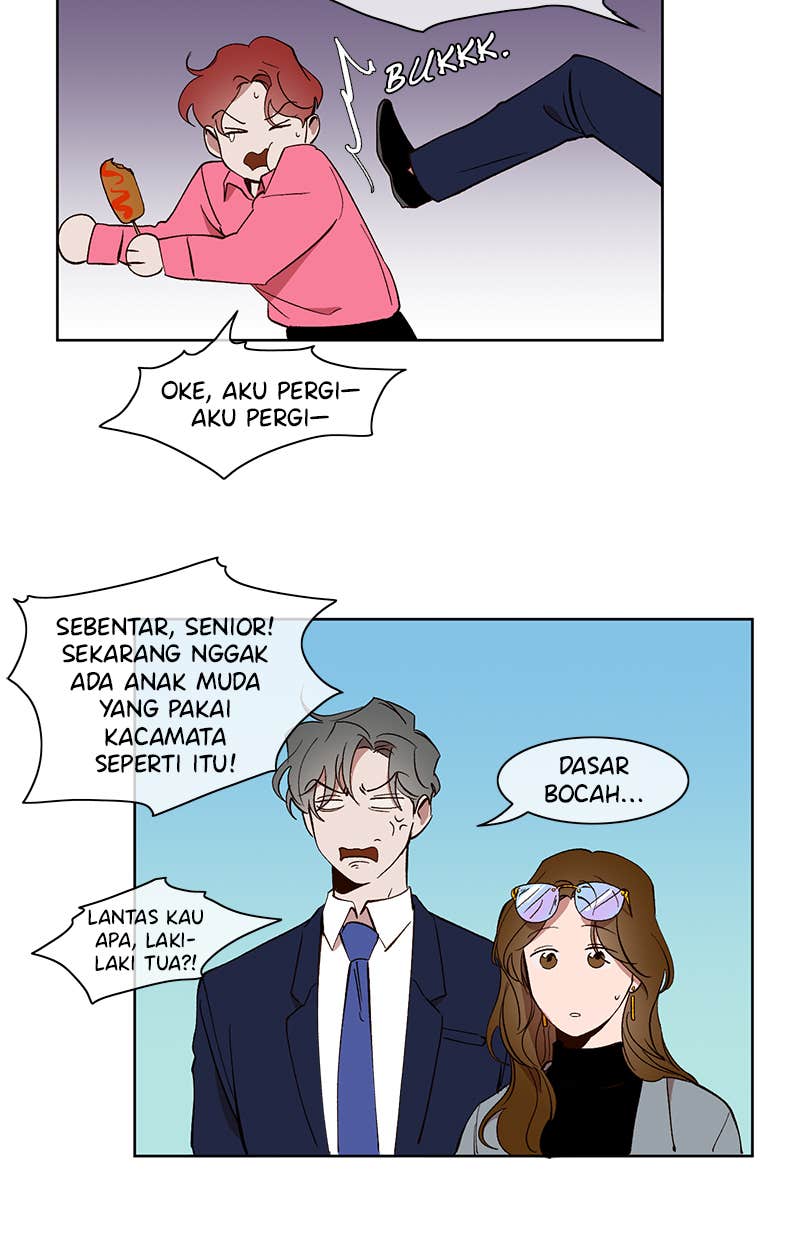 BUKKK.
OKE, AKU PERGI—
AKU PERGI—
SEBENTAR, SENIOR!
SEKARANG NGGAK
ADA ANAK MUDA
YANG PAKAI
KACAMATA
SEPERTI ITU!
DASAR
BOCAH...
LANTAS KAU
APA, LAKI-
LAKI TUA?!